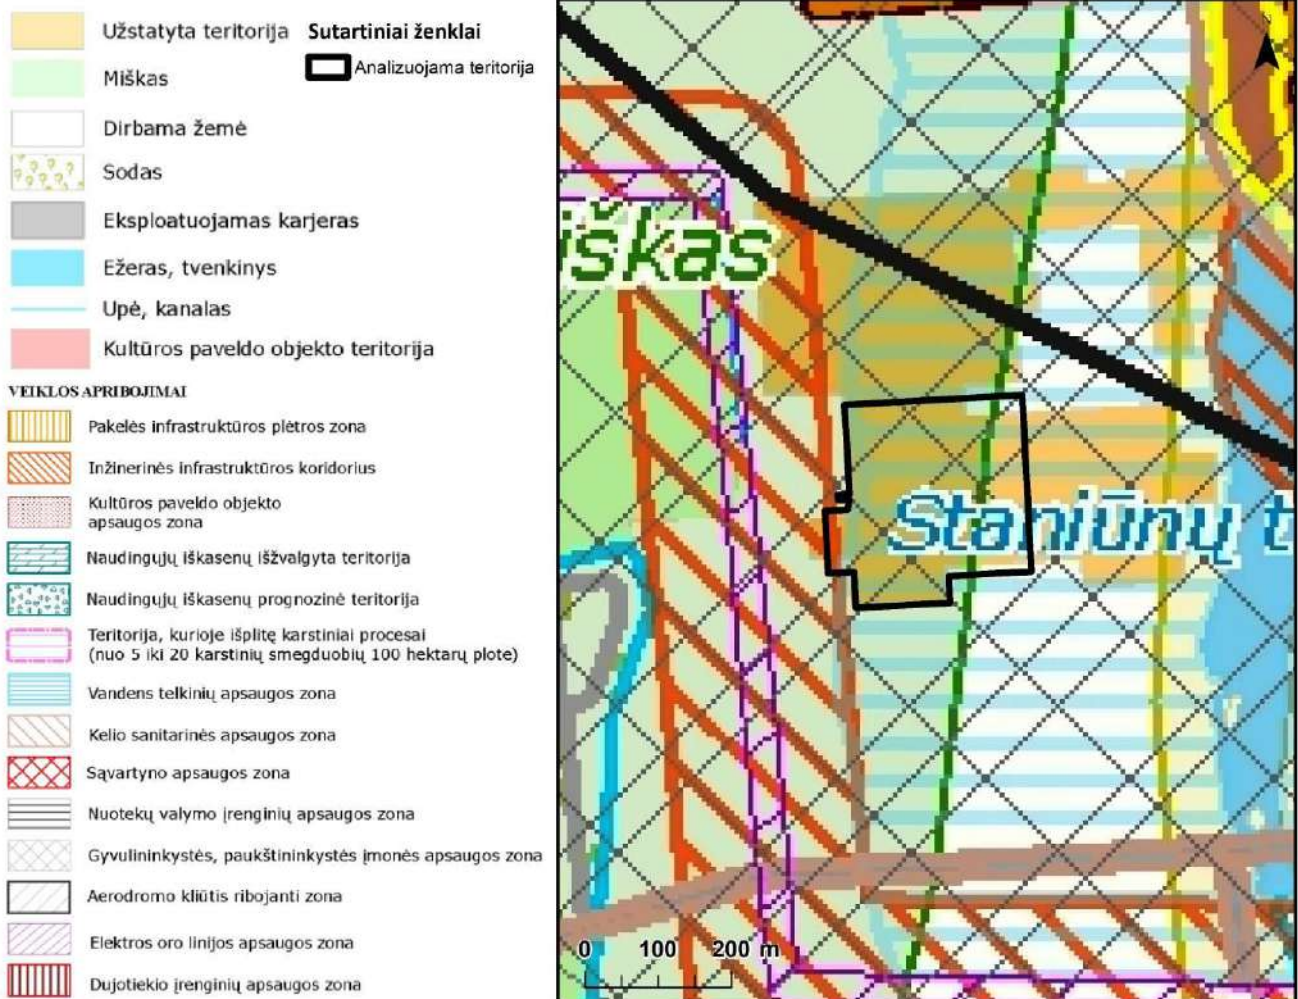 Užstatyta teritorija
Miškas
Dirbama žemė
Sodas
Eksploatuojamas karjeras
Ežeras, tvenkinys
Upė, kanalas
Kultūros paveldo objekto teritorija
Sutartiniai ženklai
Analizuojama teritorija
VEIKLOS APRIBOJIMAI
Pakelės infrastruktūros plėtros zona
Inžinerinės infrastruktūros koridorius
Kultūros paveldo objekto
apsaugos zona
Naudingųjų iškasenų išžvalgyta teritorija
Naudingųjų iškasenų prognozinė teritorija
Teritorija, kurioje išplitę karstiniai procesai
(nuo 5 iki 20 karstinių smegduobių 100 hektarų plote)
Vandens telkinių apsaugos zona
Kelio sanitarinės apsaugos zona
Sąvartyno apsaugos zona
Nuotekų valymo įrenginių apsaugos zona
Gyvulininkystės, paukštininkystės įmonės apsaugos zona
Aerodromo kliūtis ribojanti zona
Elektros oro linijos apsaugos zona
Dujotiekio įrenginių apsaugos zona
N
iškas
Staniūnų t
0 100 200 m